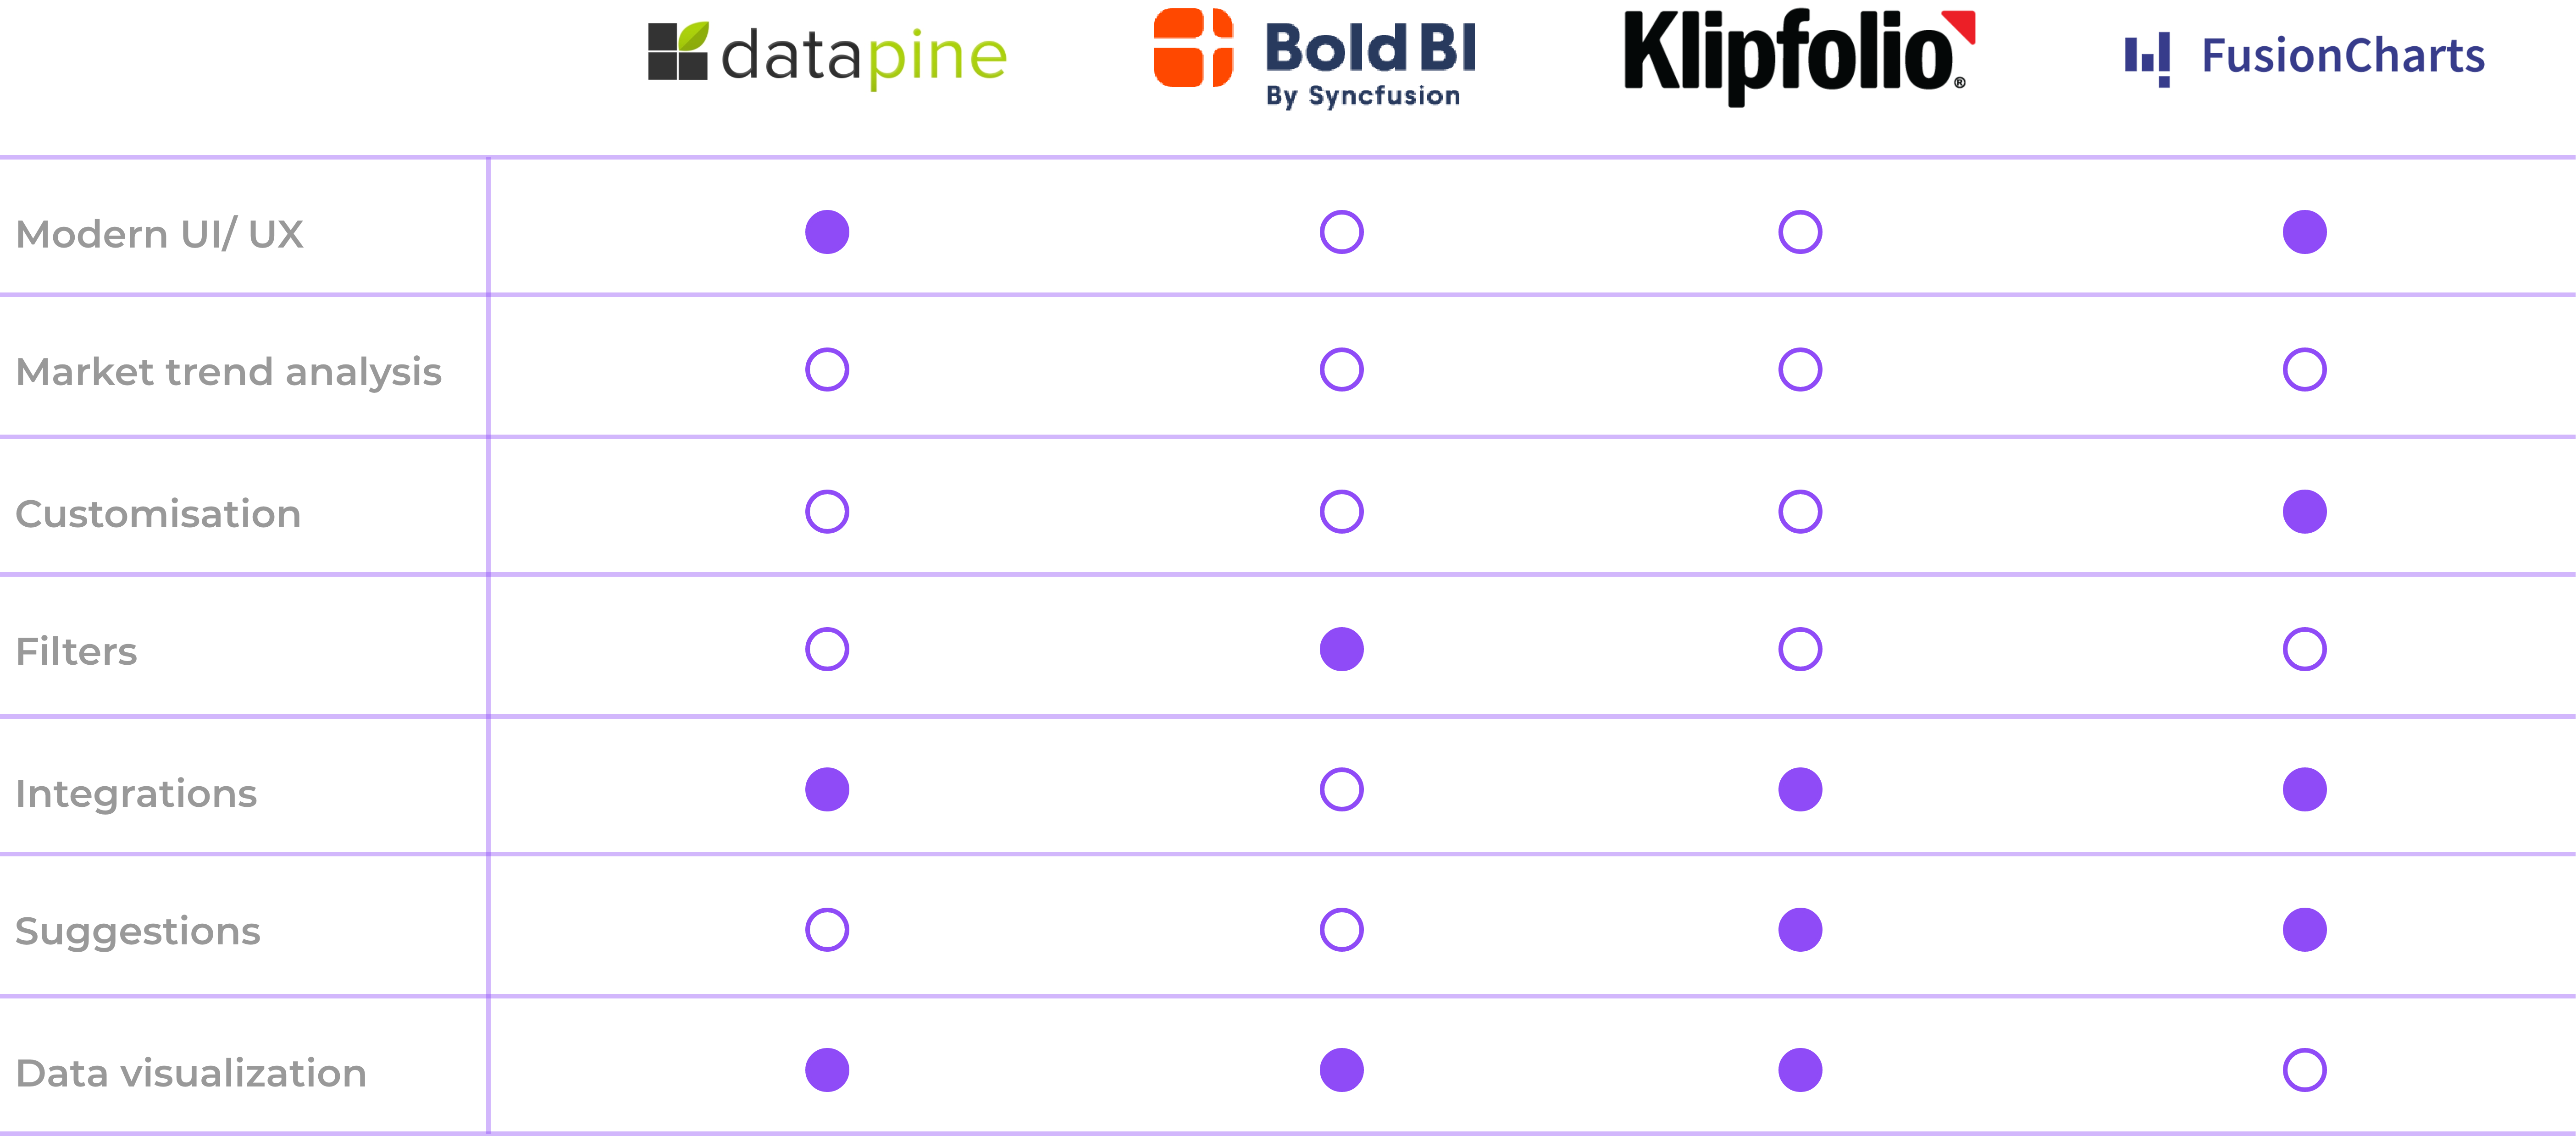 datapine
Bold BI
By Syncfusion
Klipfolio®
FusionCharts
Modern UI/ UX
Market trend analysis
Customisation
Filters
Integrations
Suggestions
Data visualization